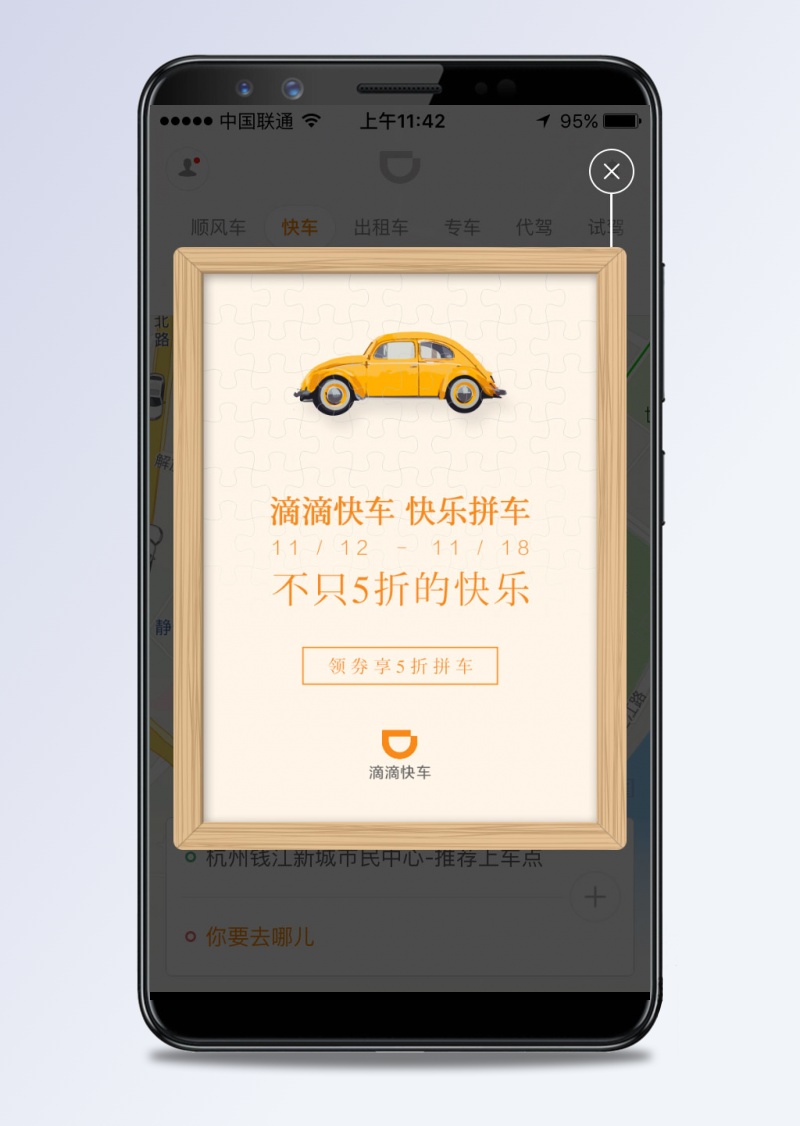 中国联通 上午11:42 95%
顺风车 快车 出租车 专车 代驾 试驾
北
路
滴滴快车 快乐拼车
11 / 12 - 11 / 18
不只5折的快乐
静
领券享5折拼车
江路
滴滴快车
杭州钱江新城市民中心-推荐上车点
你要去哪儿